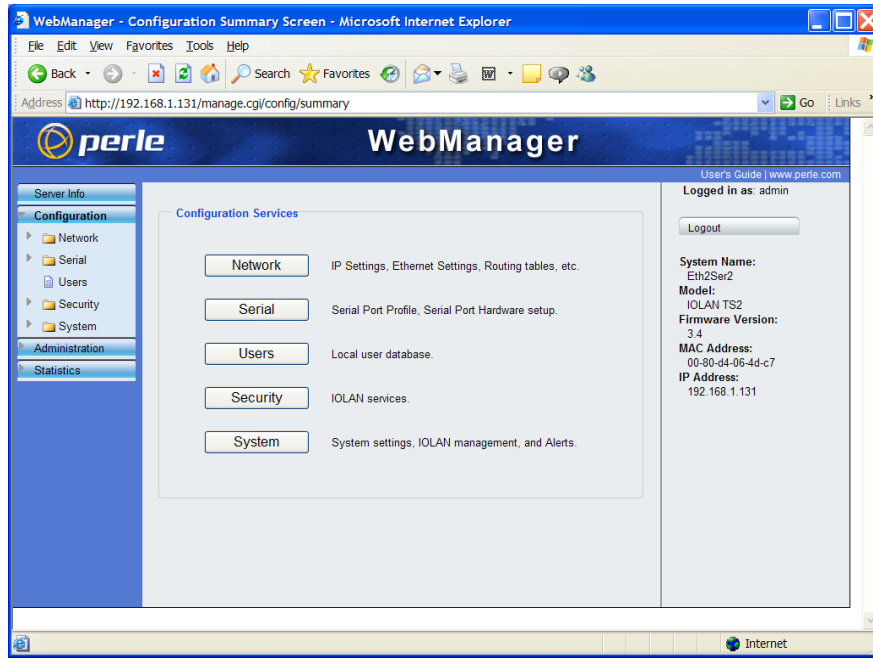 WebManager - Configuration Summary Screen - Microsoft Internet Explorer
File Edit View Favorites Tools Help
Back Search Favorites
Address http://192.168.1.131/manage.cgi/config/summary Go Links »
perle WebManager
User's Guide | www.perle.com
Server Info
Configuration
Network
Serial
Users
Security
System
Administration
Statistics
Configuration Services
Network IP Settings, Ethernet Settings, Routing tables, etc.
Serial Serial Port Profile, Serial Port Hardware setup.
Users Local user database.
Security IOLAN services.
System System settings, IOLAN management, and Alerts.
Logged in as: admin
Logout
System Name:
Eth2Ser2
Model:
IOLAN TS2
Firmware Version:
3.4
MAC Address:
00-80-d4-06-4d-c7
IP Address:
192.168.1.131
Internet